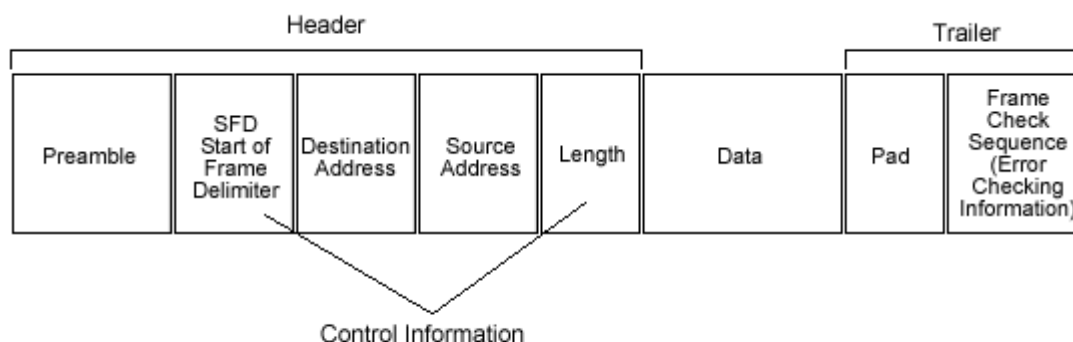 Header
Trailer
Preamble
SFD
Start of
Frame
Delimiter
Destination
Address
Source
Address
Length
Data
Pad
Frame
Check
Sequence
(Error
Checking
Information)
Control Information